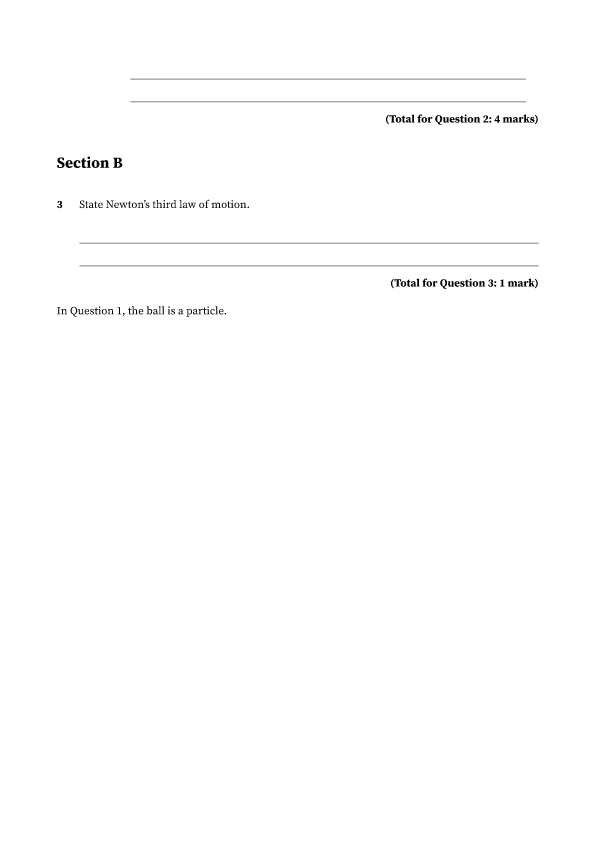 (Total for Question 2: 4 marks)
Section B
3 State Newton's third law of motion.
(Total for Question 3: 1 mark)
In Question 1, the ball is a particle.